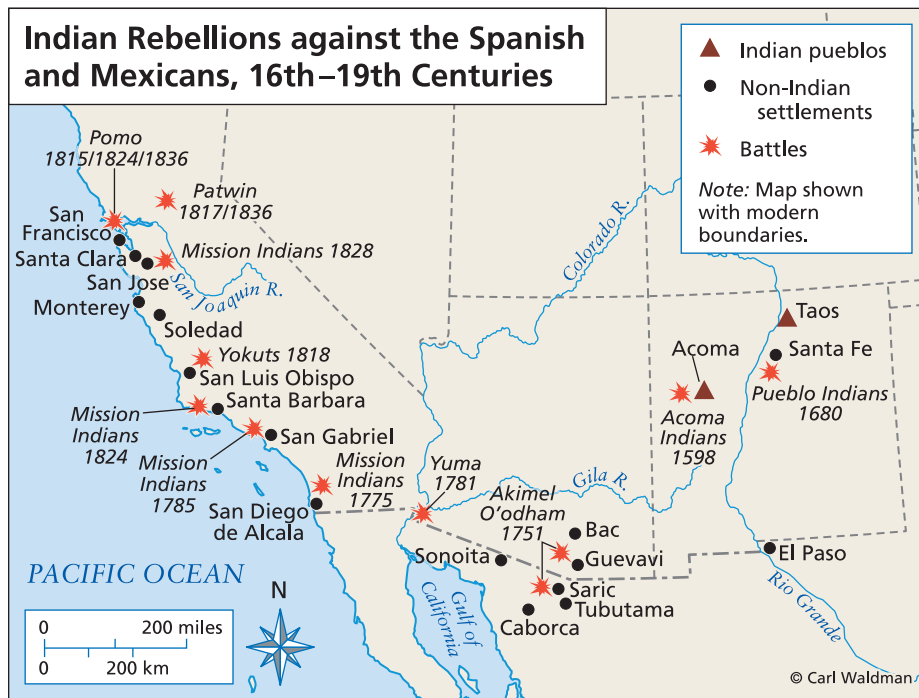 Indian Rebellions against the Spanish
and Mexicans, 16th–19th Centuries
Indian pueblos
Non-Indian
settlements
Battles
Note: Map shown
with modern
boundaries.
Pomo
1815/1824/1836
Patwin
1817/1836
San
Francisco
Santa Clara
Mission Indians 1828
San Jose
San Joaquin R.
Monterey
Soledad
Yokuts 1818
San Luis Obispo
Santa Barbara
Mission
Indians
1824
San Gabriel
Mission
Indians
1785
Mission
Indians
1775
San Diego
de Alcala
Colorado R.
Taos
Acoma
Santa Fe
Acoma
Indians
1598
Pueblo Indians
1680
Yuma
1781
Gila R.
Akimel
O'odham
1751
Bac
Sonoita
Guevavi
Saric
Tubutama
Caborca
El Paso
Rio Grande
Gulf of
California
PACIFIC OCEAN
N
0 200 miles
0 200 km
© Carl Waldman